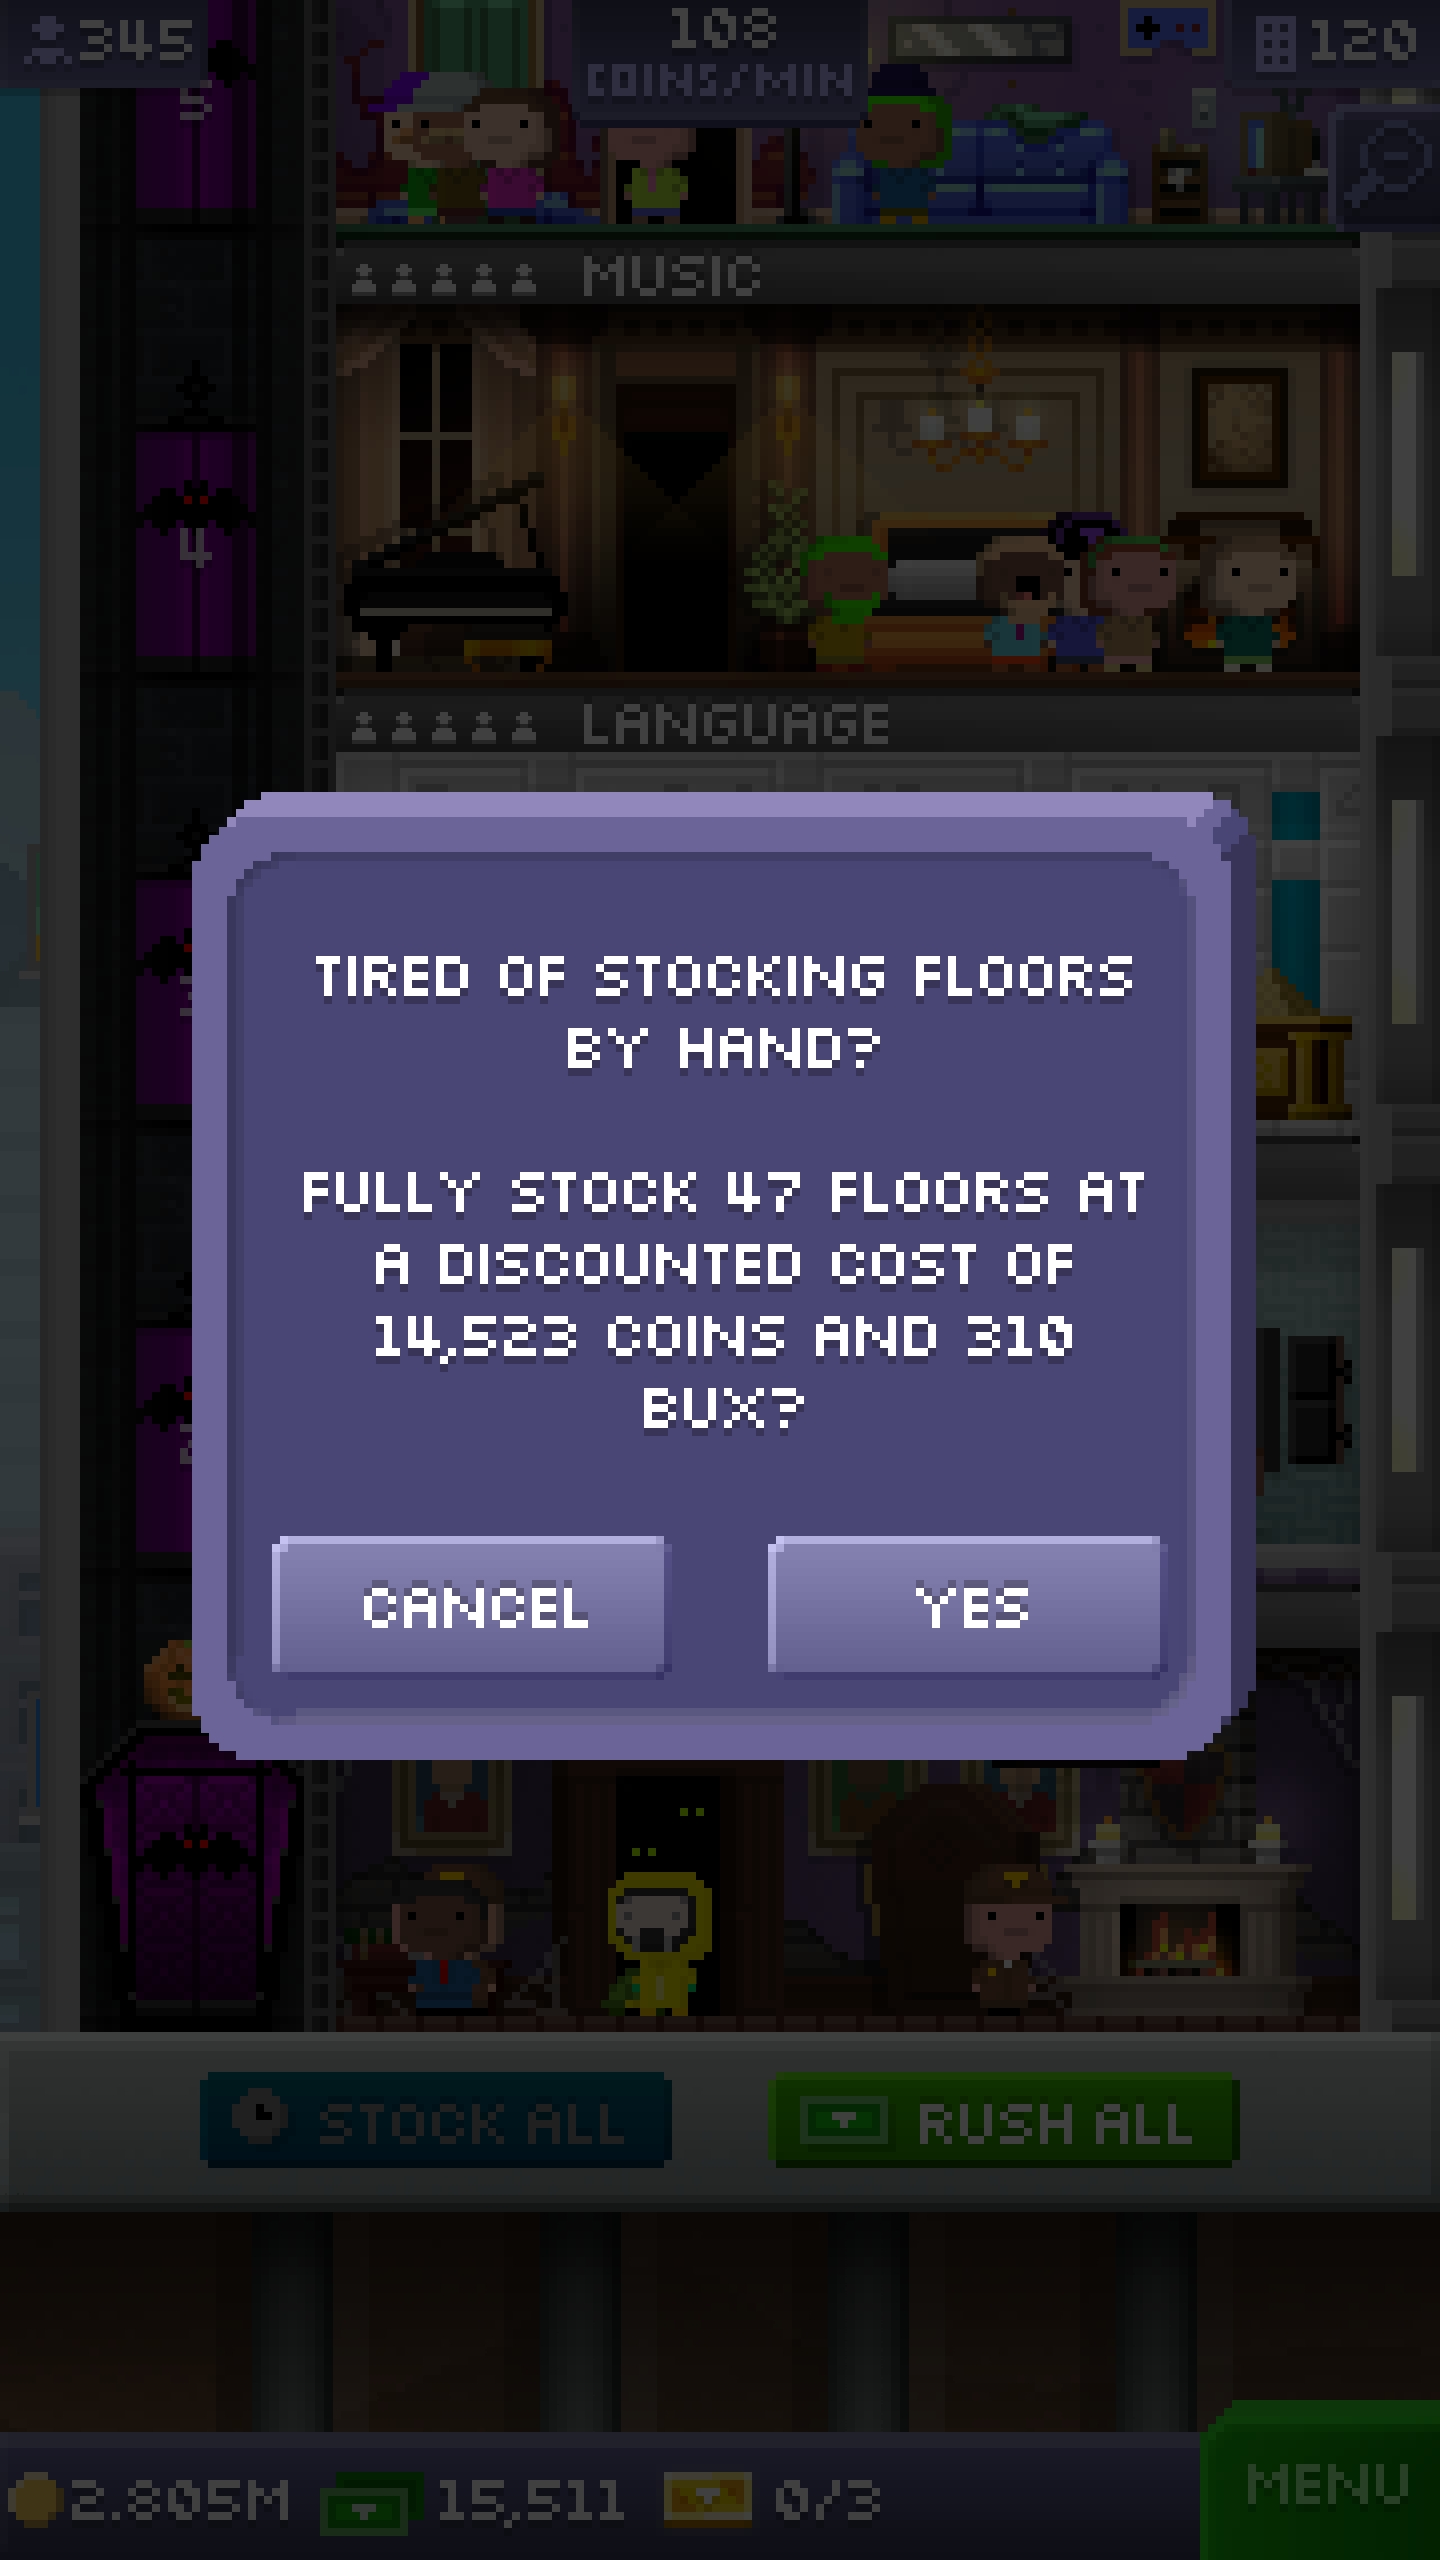 345
108
COINS/MIN
120
5
MUSIC
4
LANGUAGE
TIRED OF STOCKING FLOORS
BY HAND?
FULLY STOCK 47 FLOORS AT
A DISCOUNTED COST OF
14,523 COINS AND 310
BUX?
CANCEL
YES
STOCK ALL
RUSH ALL
2.805M
15,511
0/3
MENU